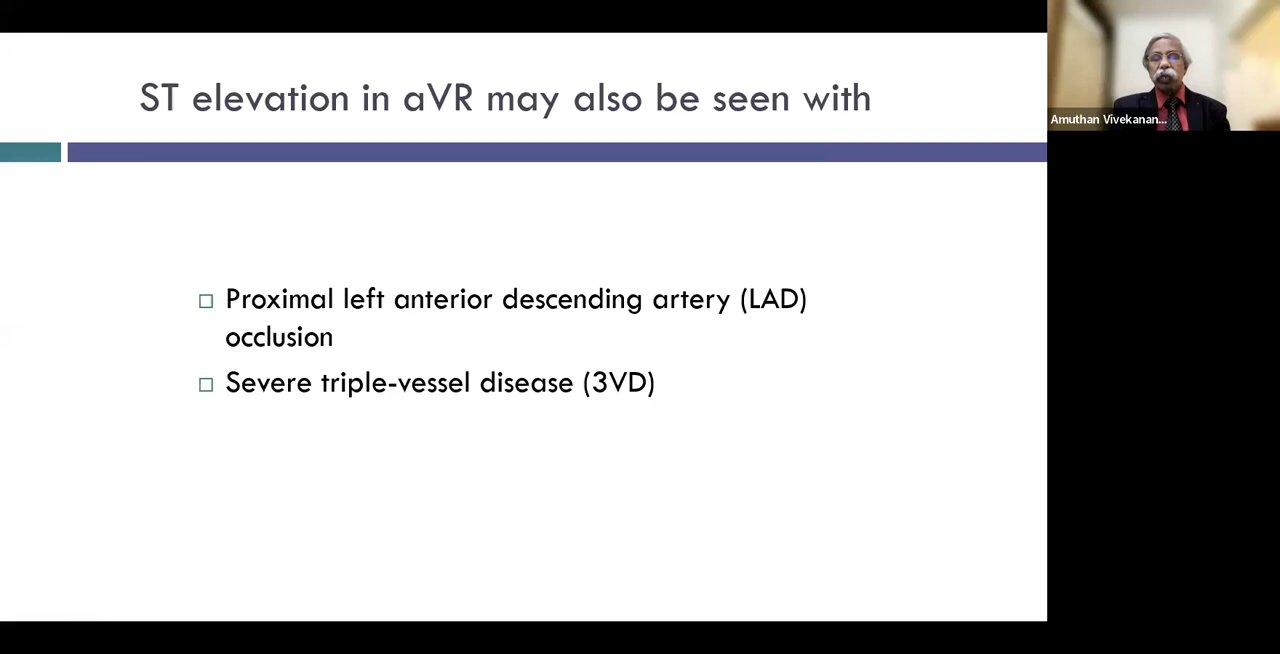 ST elevation in aVR may also be seen with
Amuthan Vivekanan...
Proximal left anterior descending artery (LAD)
occlusion
Severe triple-vessel disease (3VD)